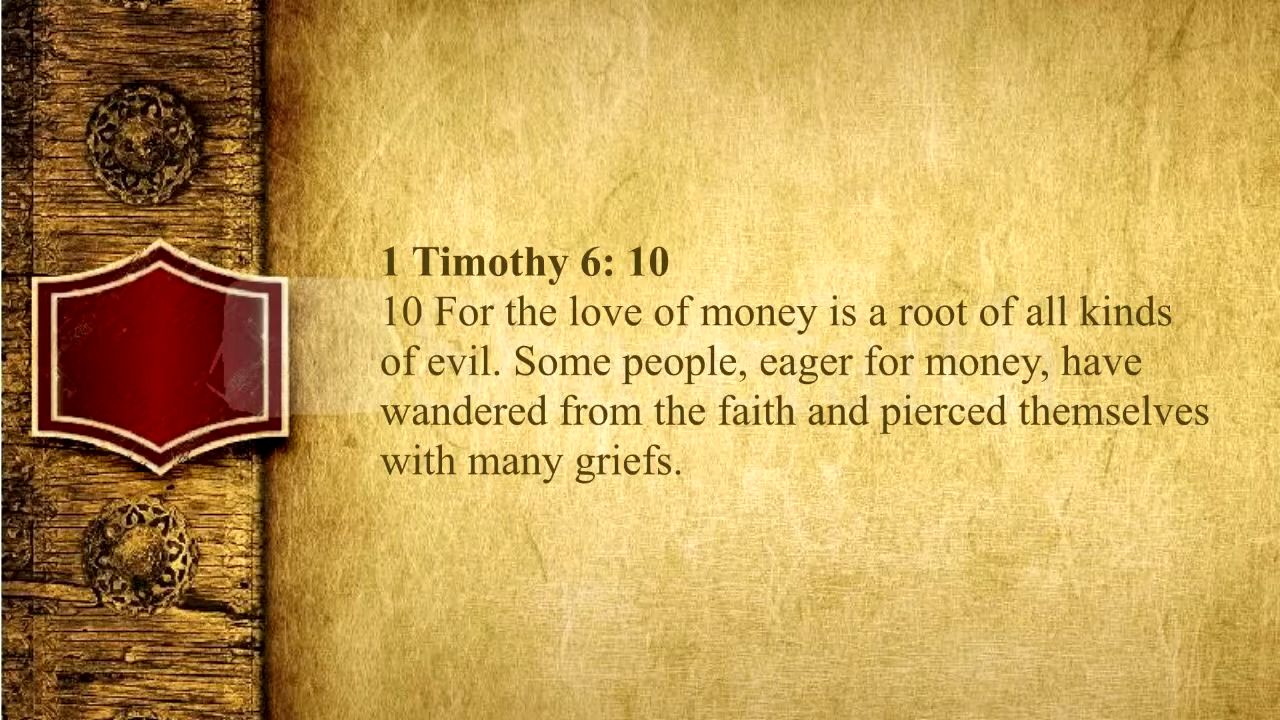 1 Timothy 6: 10
10 For the love of money is a root of all kinds
of evil. Some people, eager for money, have
wandered from the faith and pierced themselves
with many griefs.